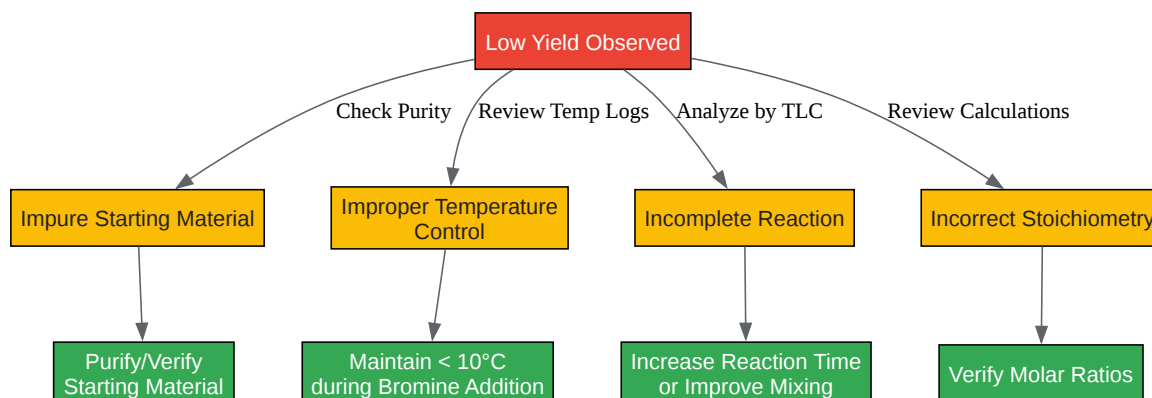 Low Yield Observed
Check Purity
Review Temp Logs
Analyze by TLC
Review Calculations
Impure Starting Material
Improper Temperature
Control
Incomplete Reaction
Incorrect Stoichiometry
Purify/Verify
Starting Material
Maintain < 10°C
during Bromine Addition
Increase Reaction Time
or Improve Mixing
Verify Molar Ratios